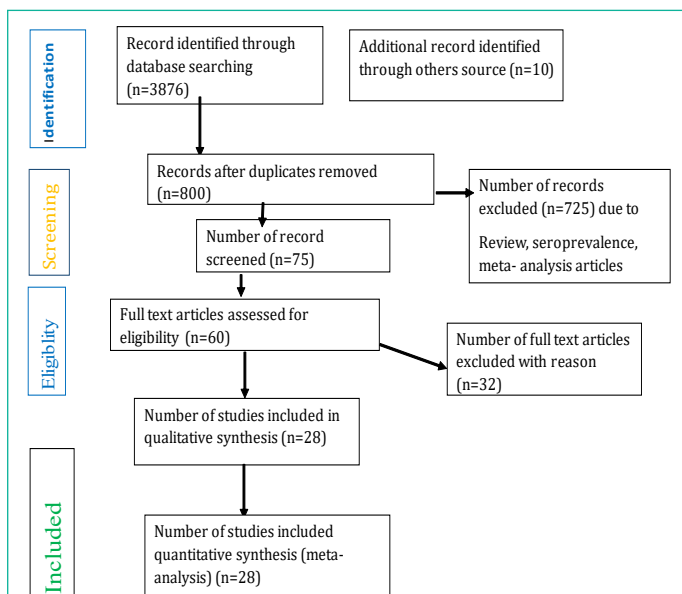 Identification
Record identified through
database searching
(n=3876)
Additional record identified
through others source (n=10)
Records after duplicates removed
(n=800)
Screening
Number of records
excluded (n=725) due to
Review, seroprevalence,
meta- analysis articles
Number of record
screened (n=75)
Eligiblity
Full text articles assessed for
eligibility (n=60)
Number of full text articles
excluded with reason
(n=32)
Number of studies included in
qualitative synthesis (n=28)
Included
Number of studies included
quantitative synthesis (meta-
analysis) (n=28)